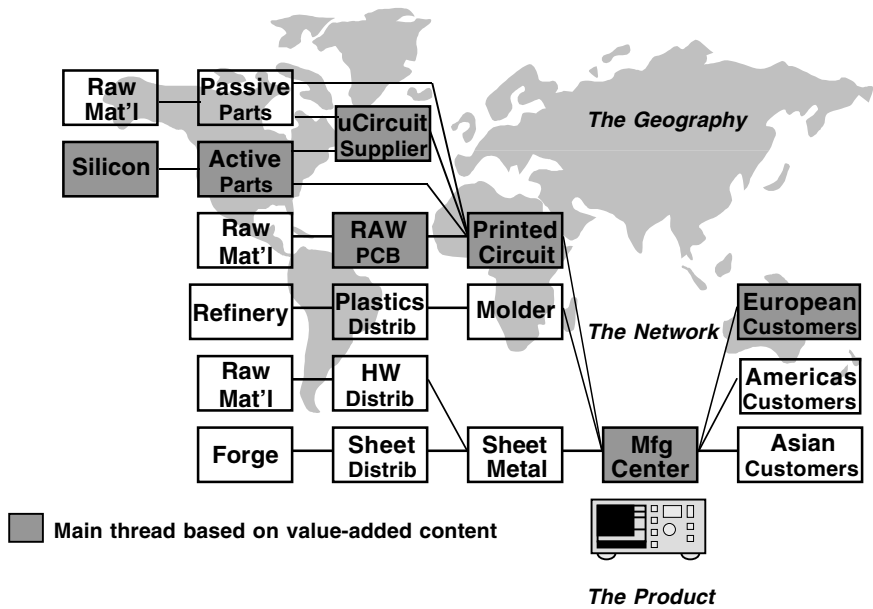 Raw
Mat'l
Passive
Parts
uCircuit
Supplier
The Geography
Silicon
Active
Parts
Raw
Mat'l
RAW
PCB
Printed
Circuit
Refinery
Plastics
Distrib
Molder
The Network
European
Customers
Raw
Mat'l
HW
Distrib
Americas
Customers
Forge
Sheet
Distrib
Sheet
Metal
Mfg
Center
Asian
Customers
Main thread based on value-added content
The Product